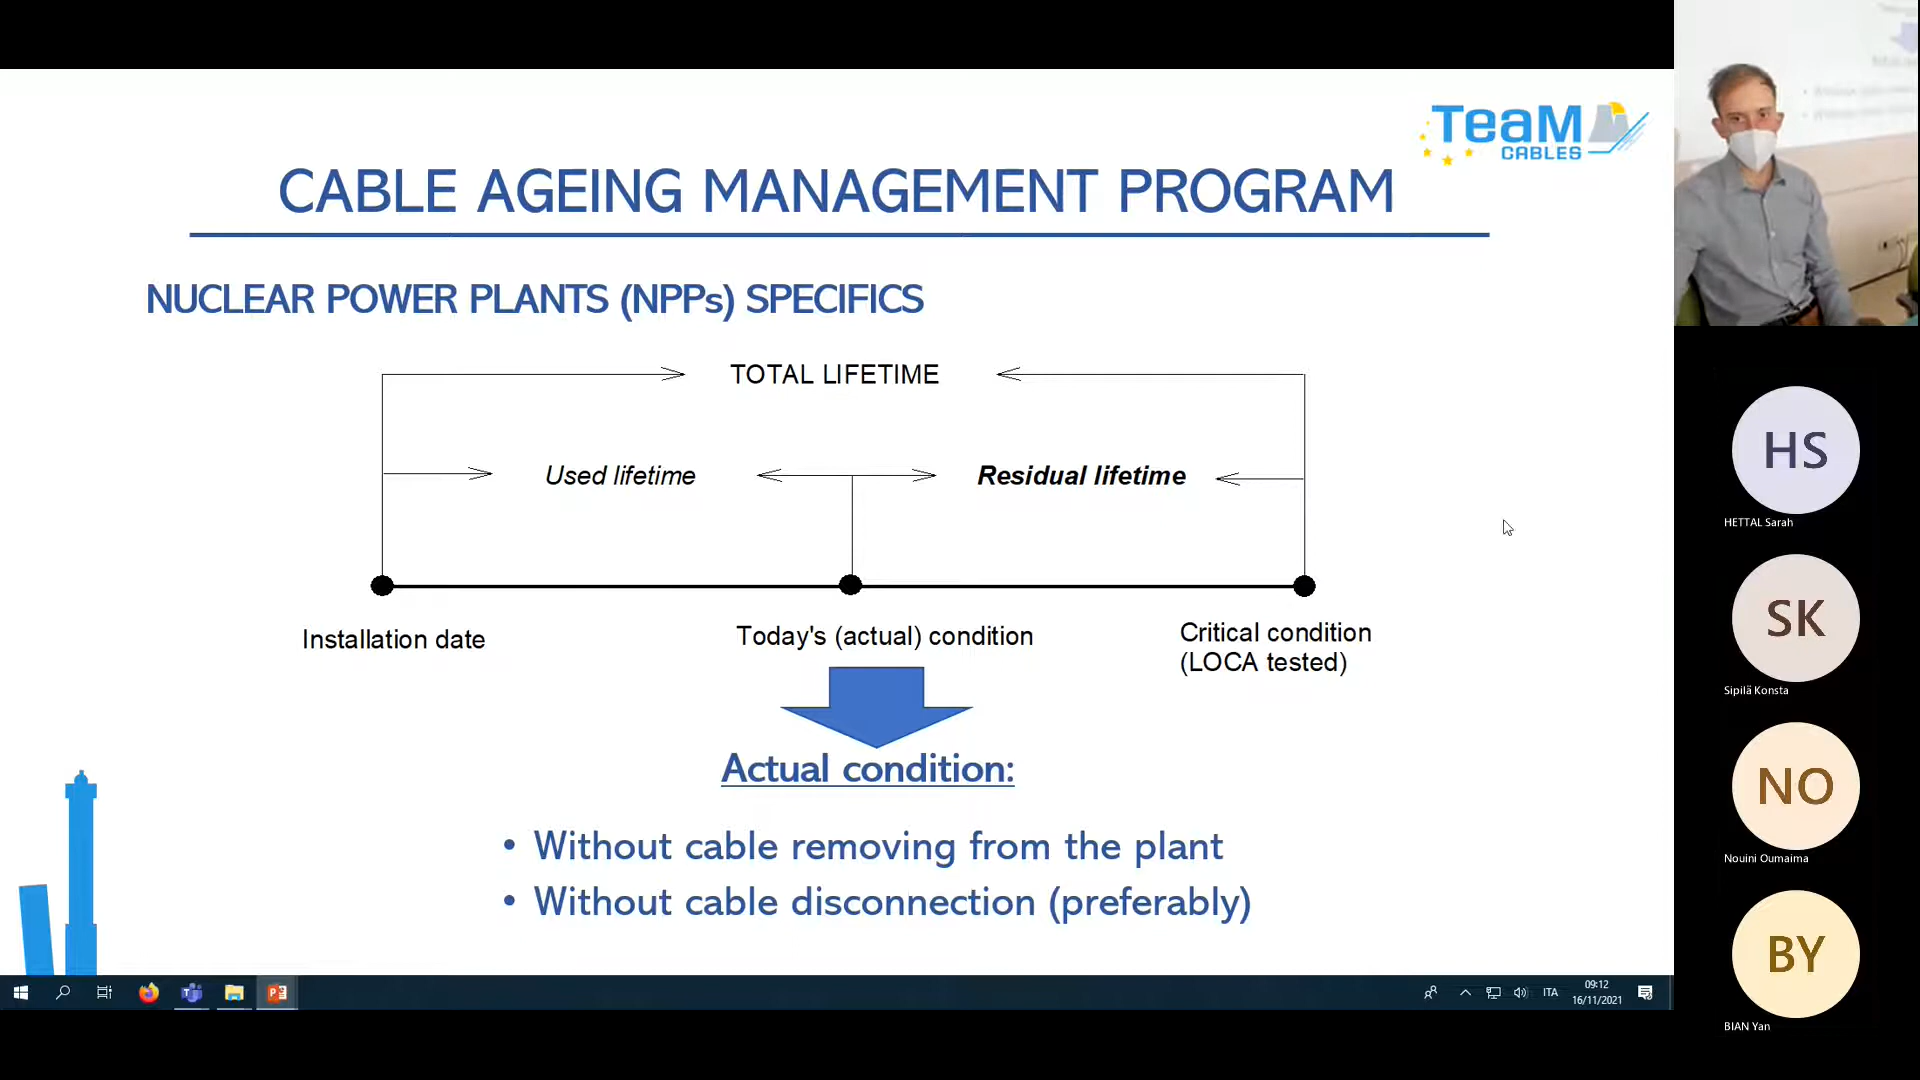 TeaM
CABLES
CABLE AGEING MANAGEMENT PROGRAM
NUCLEAR POWER PLANTS (NPPs) SPECIFICS
TOTAL LIFETIME
Used lifetime
Residual lifetime
Installation date
Today's (actual) condition
Critical condition
(LOCA tested)
Actual condition:
• Without cable removing from the plant
• Without cable disconnection (preferably)
ITA
09:12
16/11/2021
HS
HETTAL Sarah
SK
Sipilä Konsta
NO
Nouini Oumaima
BY
BIAN Yan